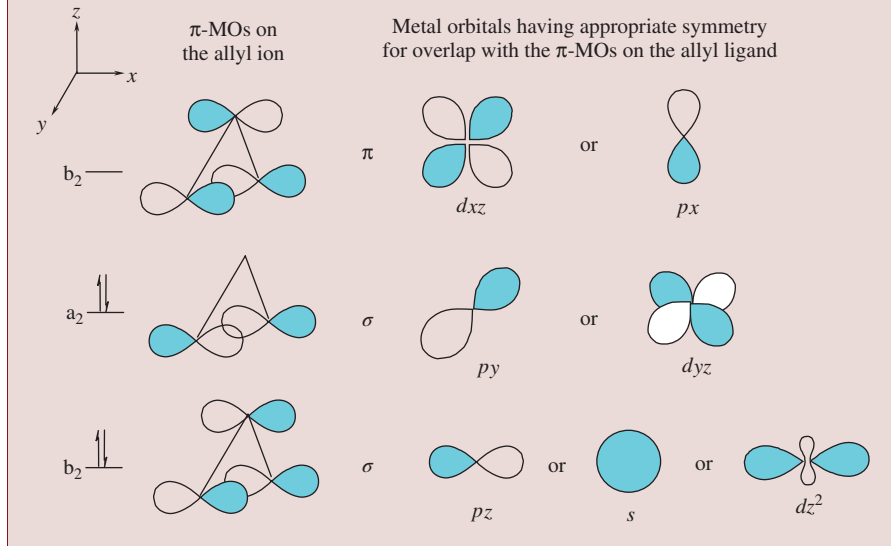 z
x
y
π-MOs on
the allyl ion
Metal orbitals having appropriate symmetry
for overlap with the π-MOs on the allyl ligand
b₂
π
or
dxz
px
a₂
σ
or
py
dyz
b₂
σ
or
or
pz
s
dz²